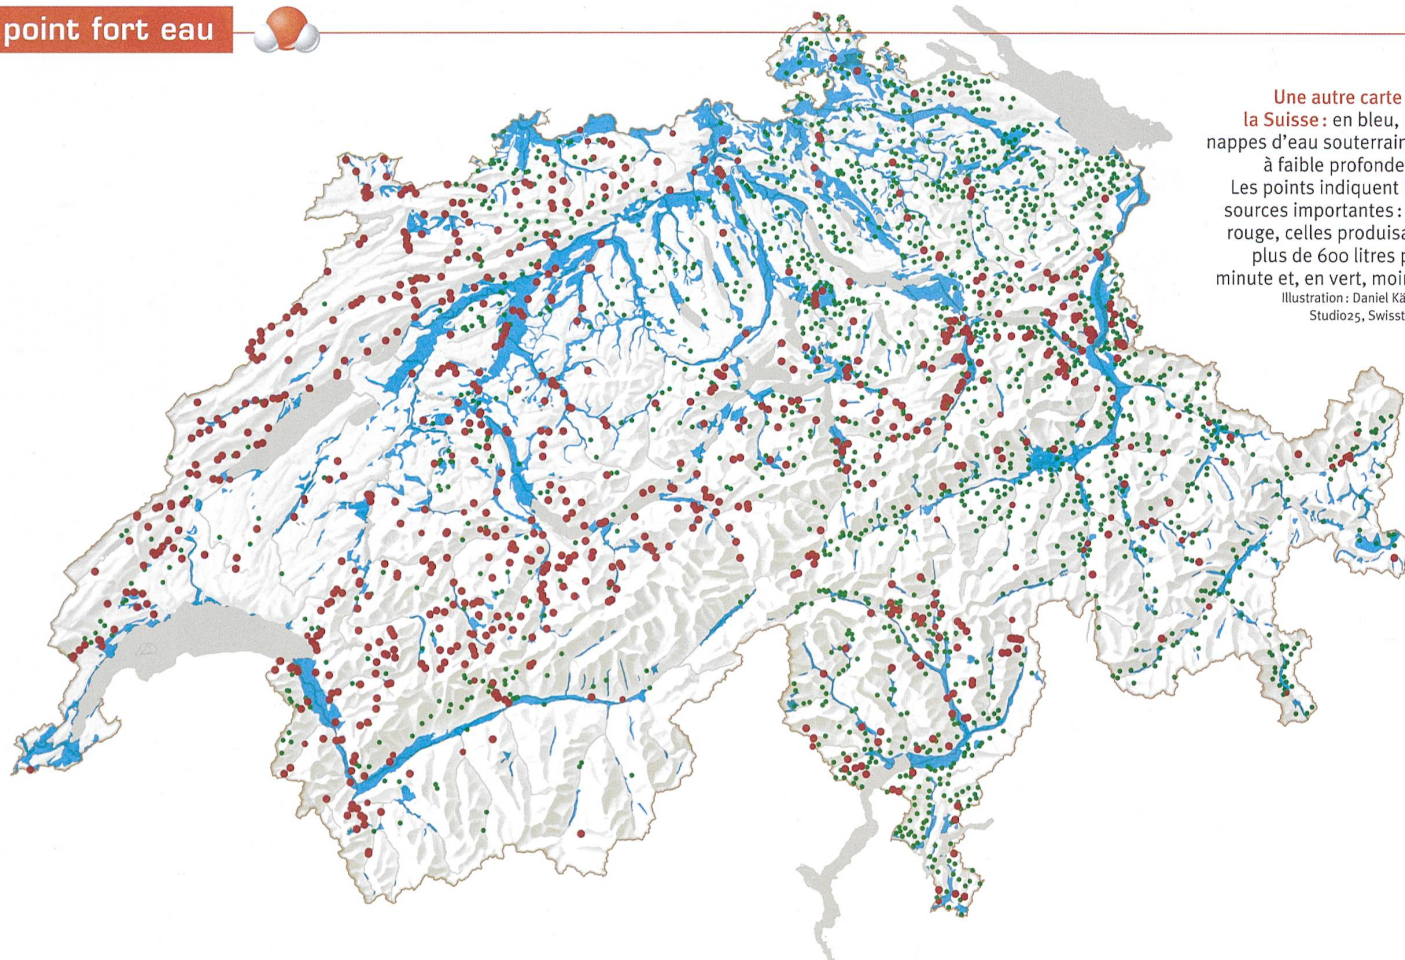 point fort eau
Une autre carte
la Suisse : en bleu,
nappes d'eau souterrain
à faible profonde
Les points indiquent
sources importantes :
rouge, celles produisa
plus de 600 litres p
minute et, en vert, moin
Illustration : Daniel Kä
Studio25, Swisst